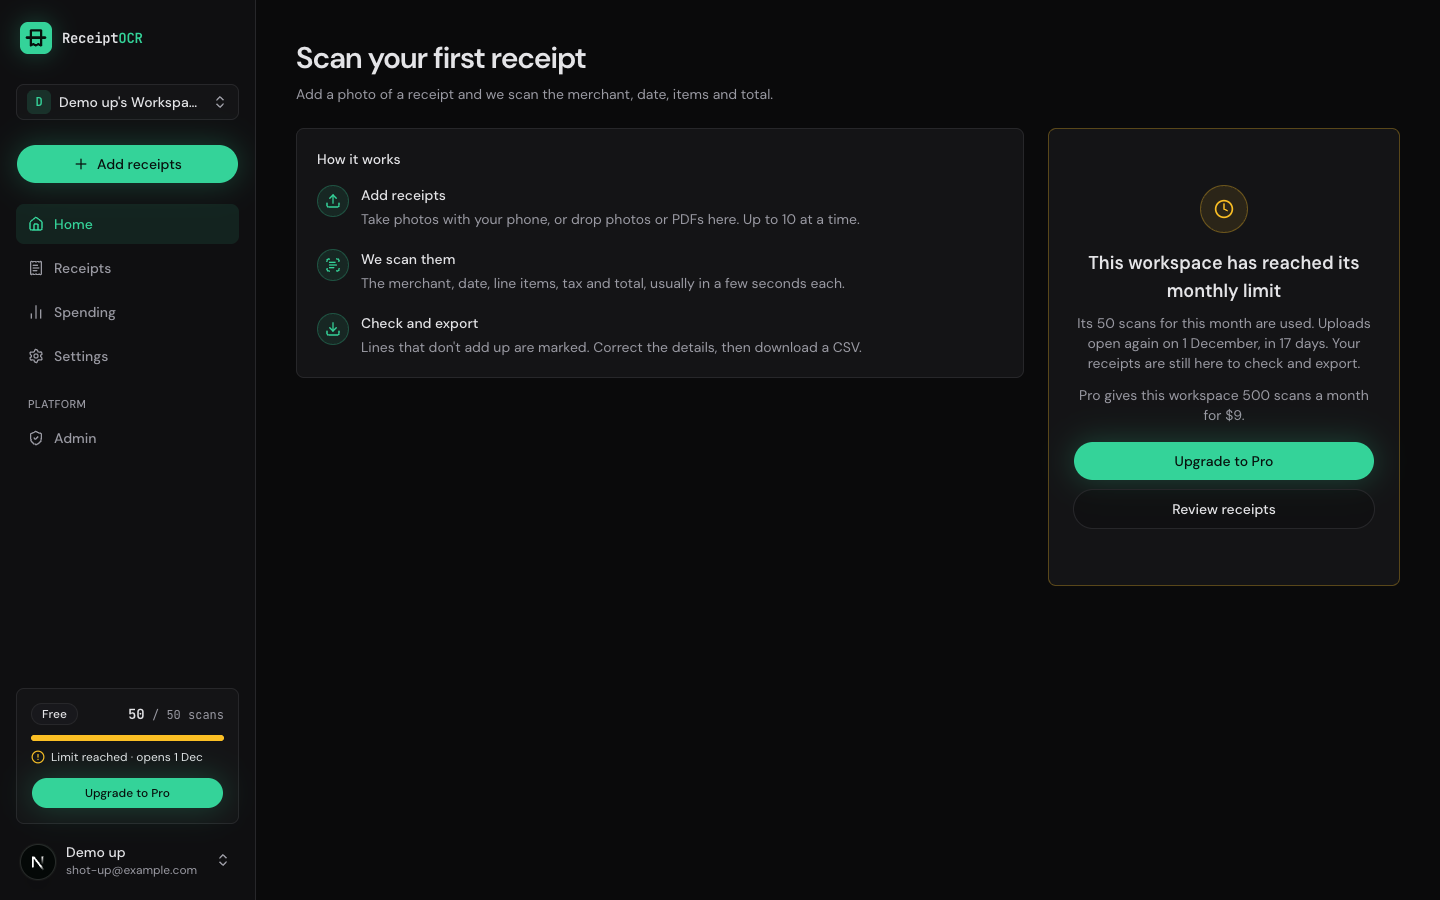 ReceiptOCR
D Demo up's Workspa...
Add receipts
Home
Receipts
Spending
Settings
PLATFORM
Admin
Free 50 / 50 scans
Limit reached · opens 1 Dec
Upgrade to Pro
N Demo up
shot-up@example.com
Scan your first receipt
Add a photo of a receipt and we scan the merchant, date, items and total.
How it works
Add receipts
Take photos with your phone, or drop photos or PDFs here. Up to 10 at a time.
We scan them
The merchant, date, line items, tax and total, usually in a few seconds each.
Check and export
Lines that don't add up are marked. Correct the details, then download a CSV.
This workspace has reached its
monthly limit
Its 50 scans for this month are used. Uploads
open again on 1 December, in 17 days. Your
receipts are still here to check and export.
Pro gives this workspace 500 scans a month
for $9.
Upgrade to Pro
Review receipts